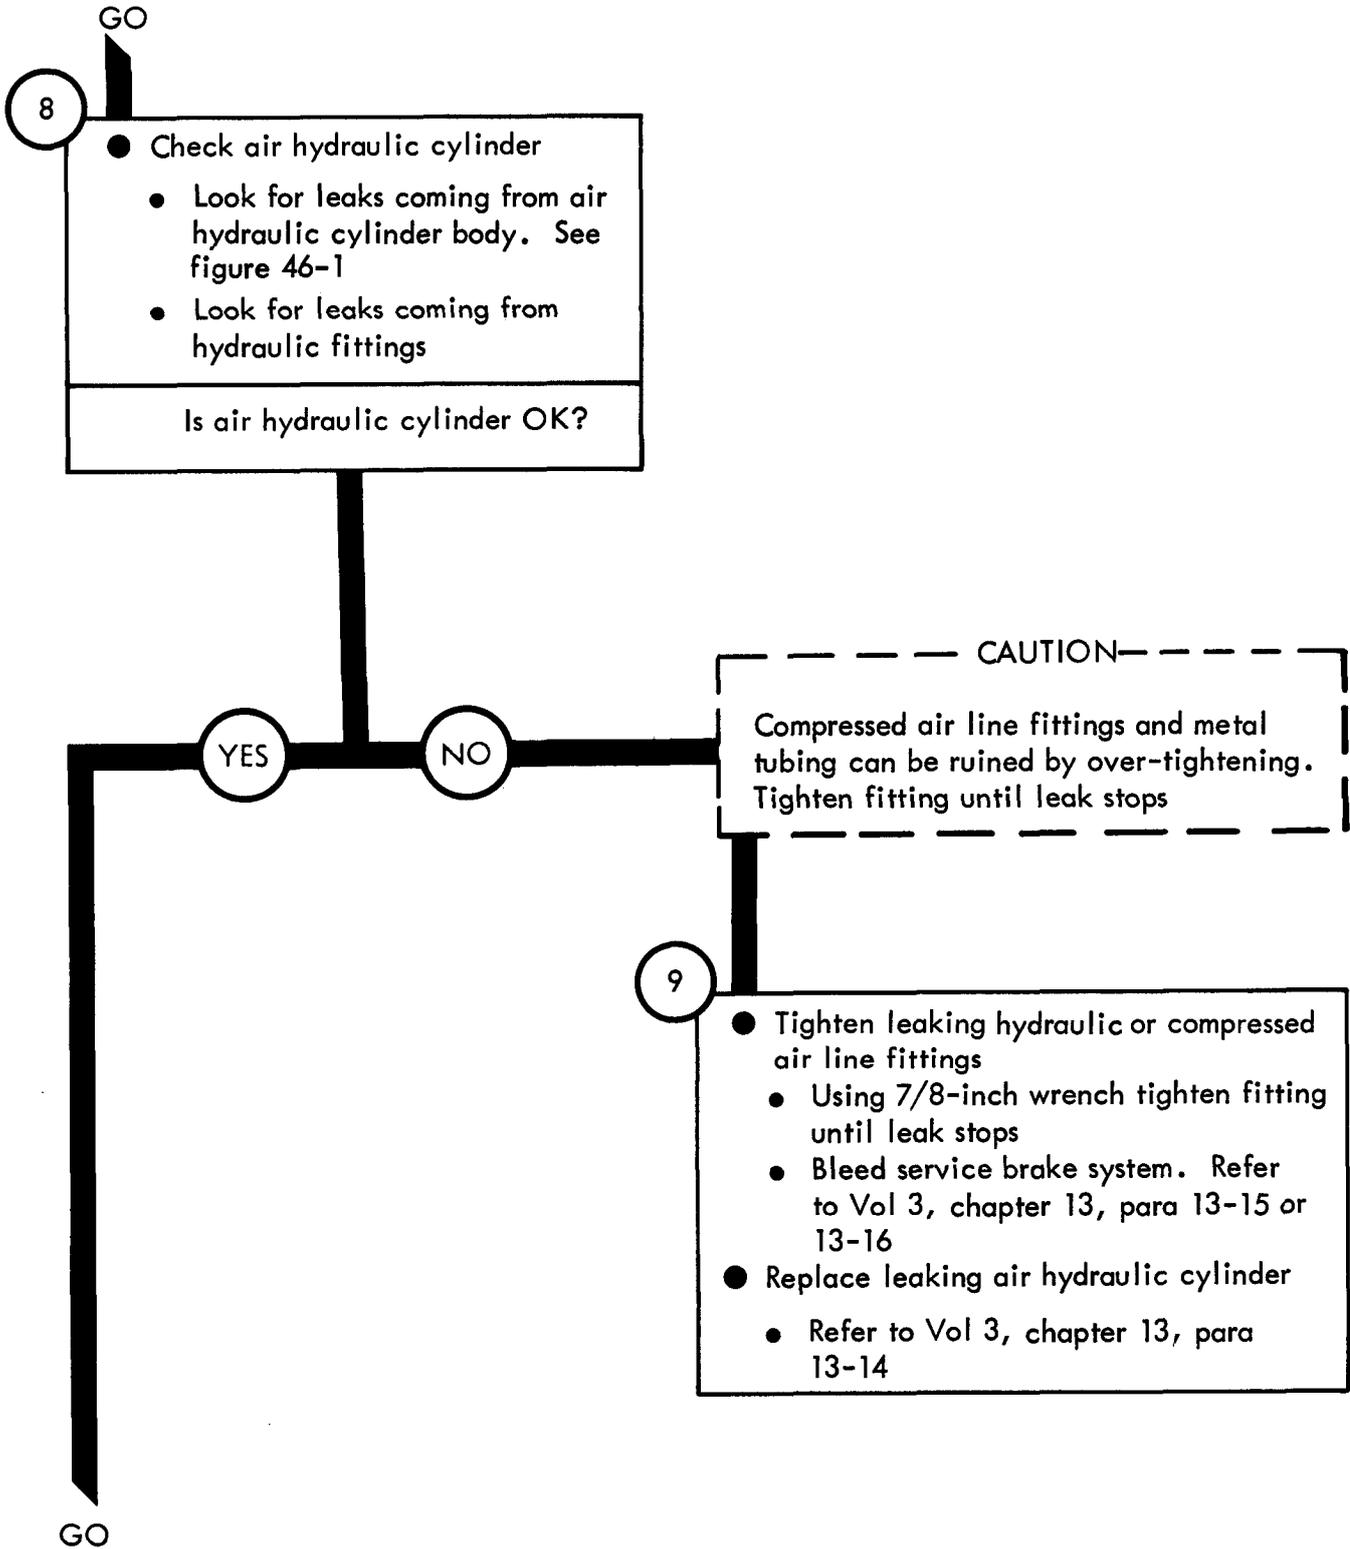 GO
8
● Check air hydraulic cylinder
● Look for leaks coming from air
hydraulic cylinder body. See
figure 46-1
● Look for leaks coming from
hydraulic fittings
Is air hydraulic cylinder OK?
YES
NO
CAUTION
Compressed air line fittings and metal
tubing can be ruined by over-tightening.
Tighten fitting until leak stops
9
● Tighten leaking hydraulic or compressed
air line fittings
● Using 7/8-inch wrench tighten fitting
until leak stops
● Bleed service brake system. Refer
to Vol 3, chapter 13, para 13-15 or
13-16
● Replace leaking air hydraulic cylinder
● Refer to Vol 3, chapter 13, para
13-14
GO